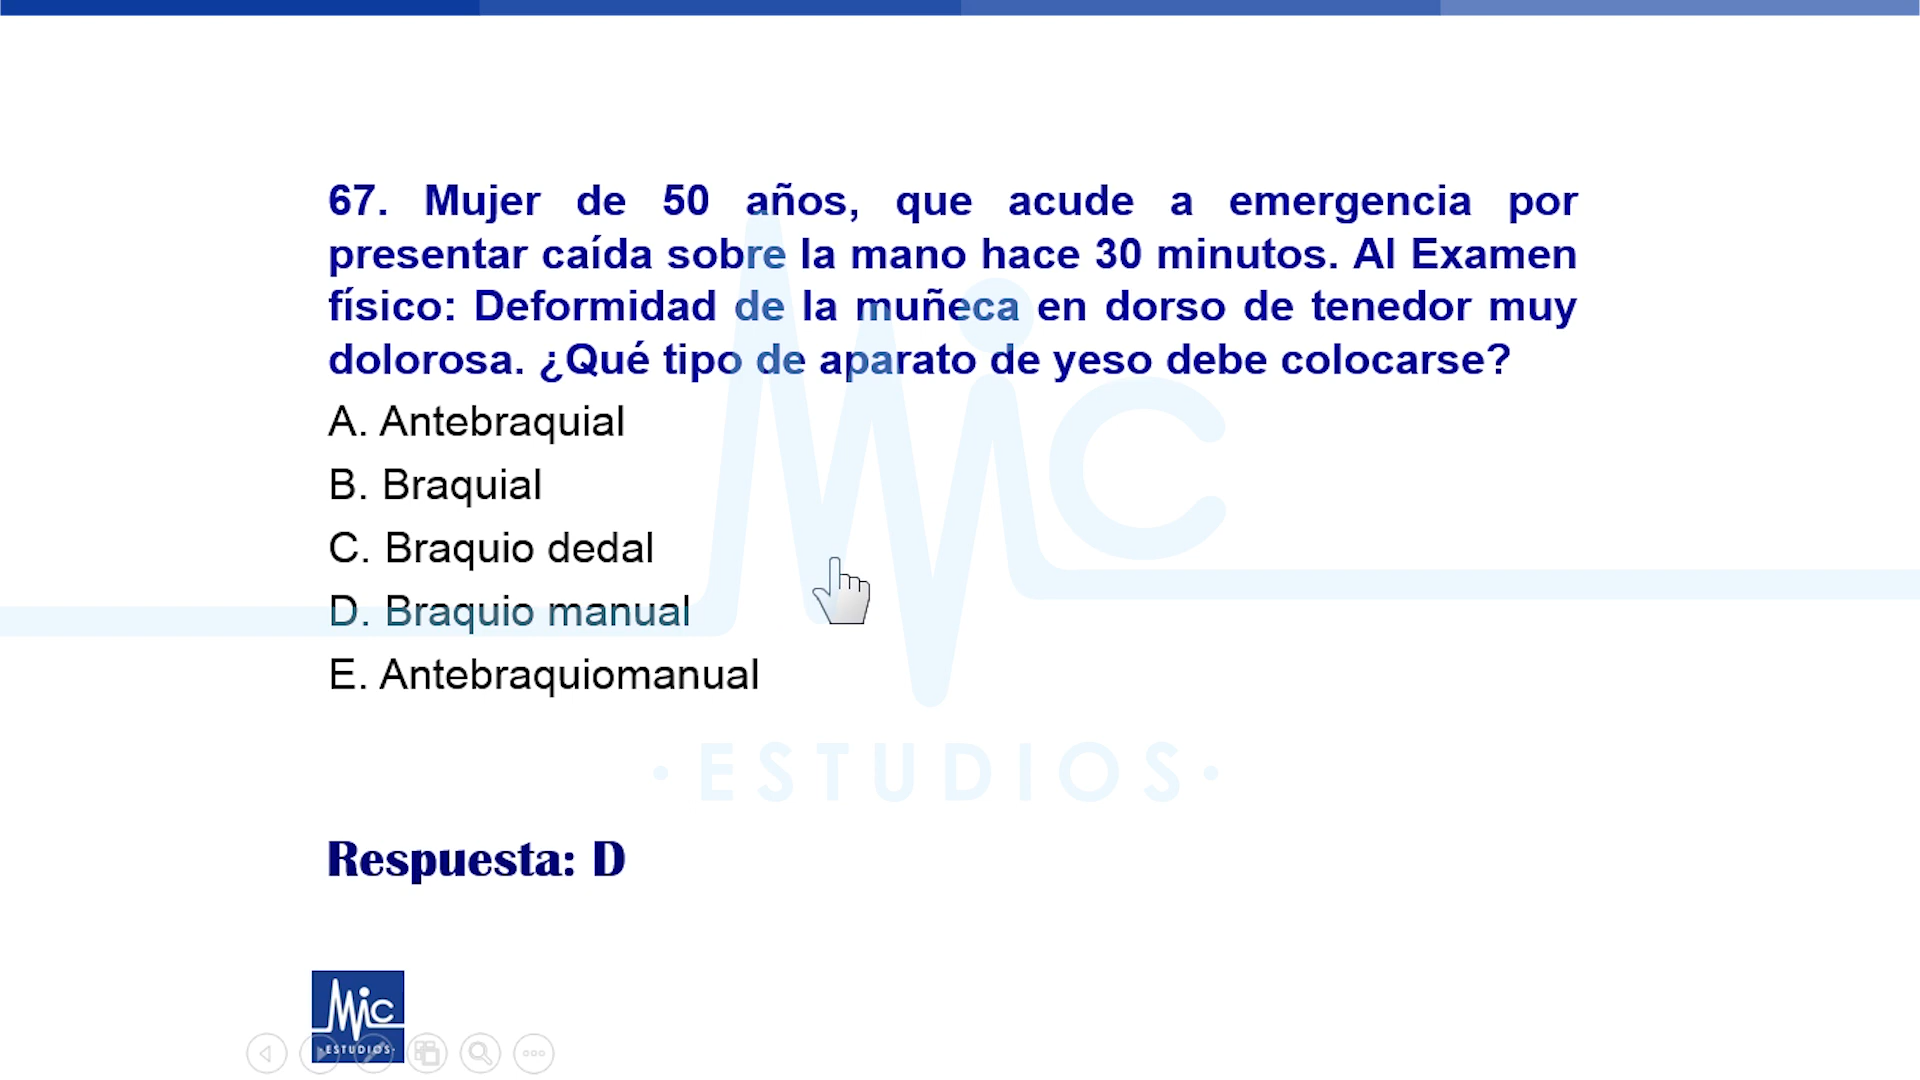 67. Mujer de 50 años, que acude a emergencia por
presentar caída sobre la mano hace 30 minutos. Al Examen
físico: Deformidad de la muñeca en dorso de tenedor muy
dolorosa. ¿Qué tipo de aparato de yeso debe colocarse?
A. Antebraquial
B. Braquial
C. Braquio dedal
D. Braquio manual
E. Antebraquiomanual
Mic
·ESTUDIOS·
Respuesta: D
Mic
·ESTUDIOS·